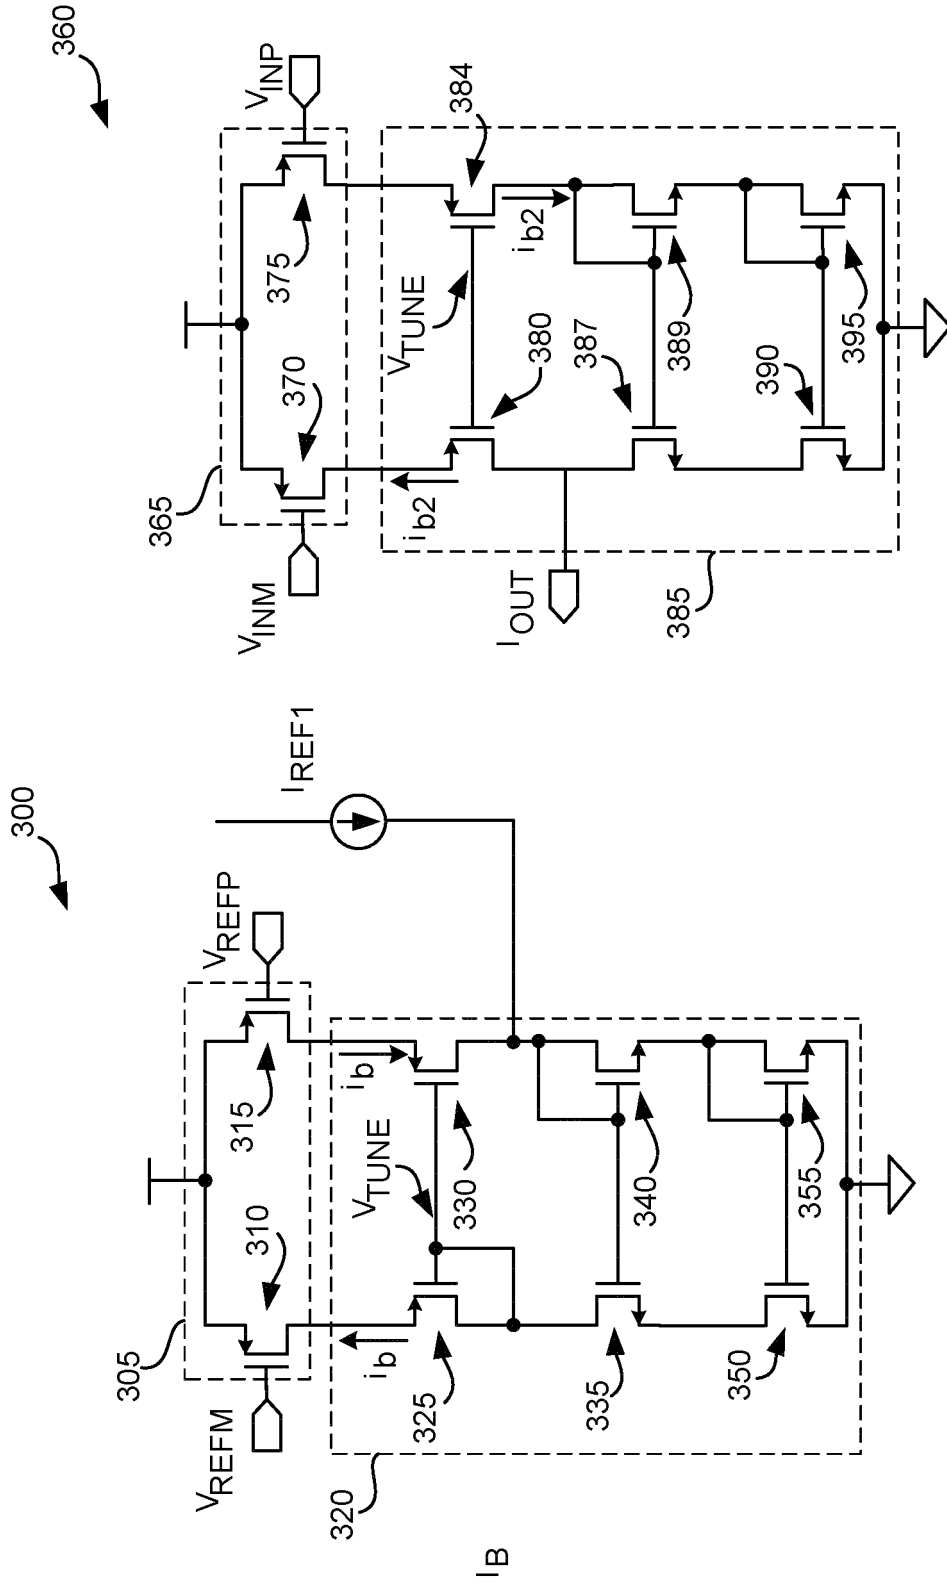 300
305
310
315
V_REFM
V_REFP
I_REF1
i_b
i_b
V_TUNE
320
325
330
335
340
350
355
I_B
360
365
370
375
V_INM
V_INP
i_b2
i_b2
V_TUNE
380
384
385
387
389
390
395
I_OUT